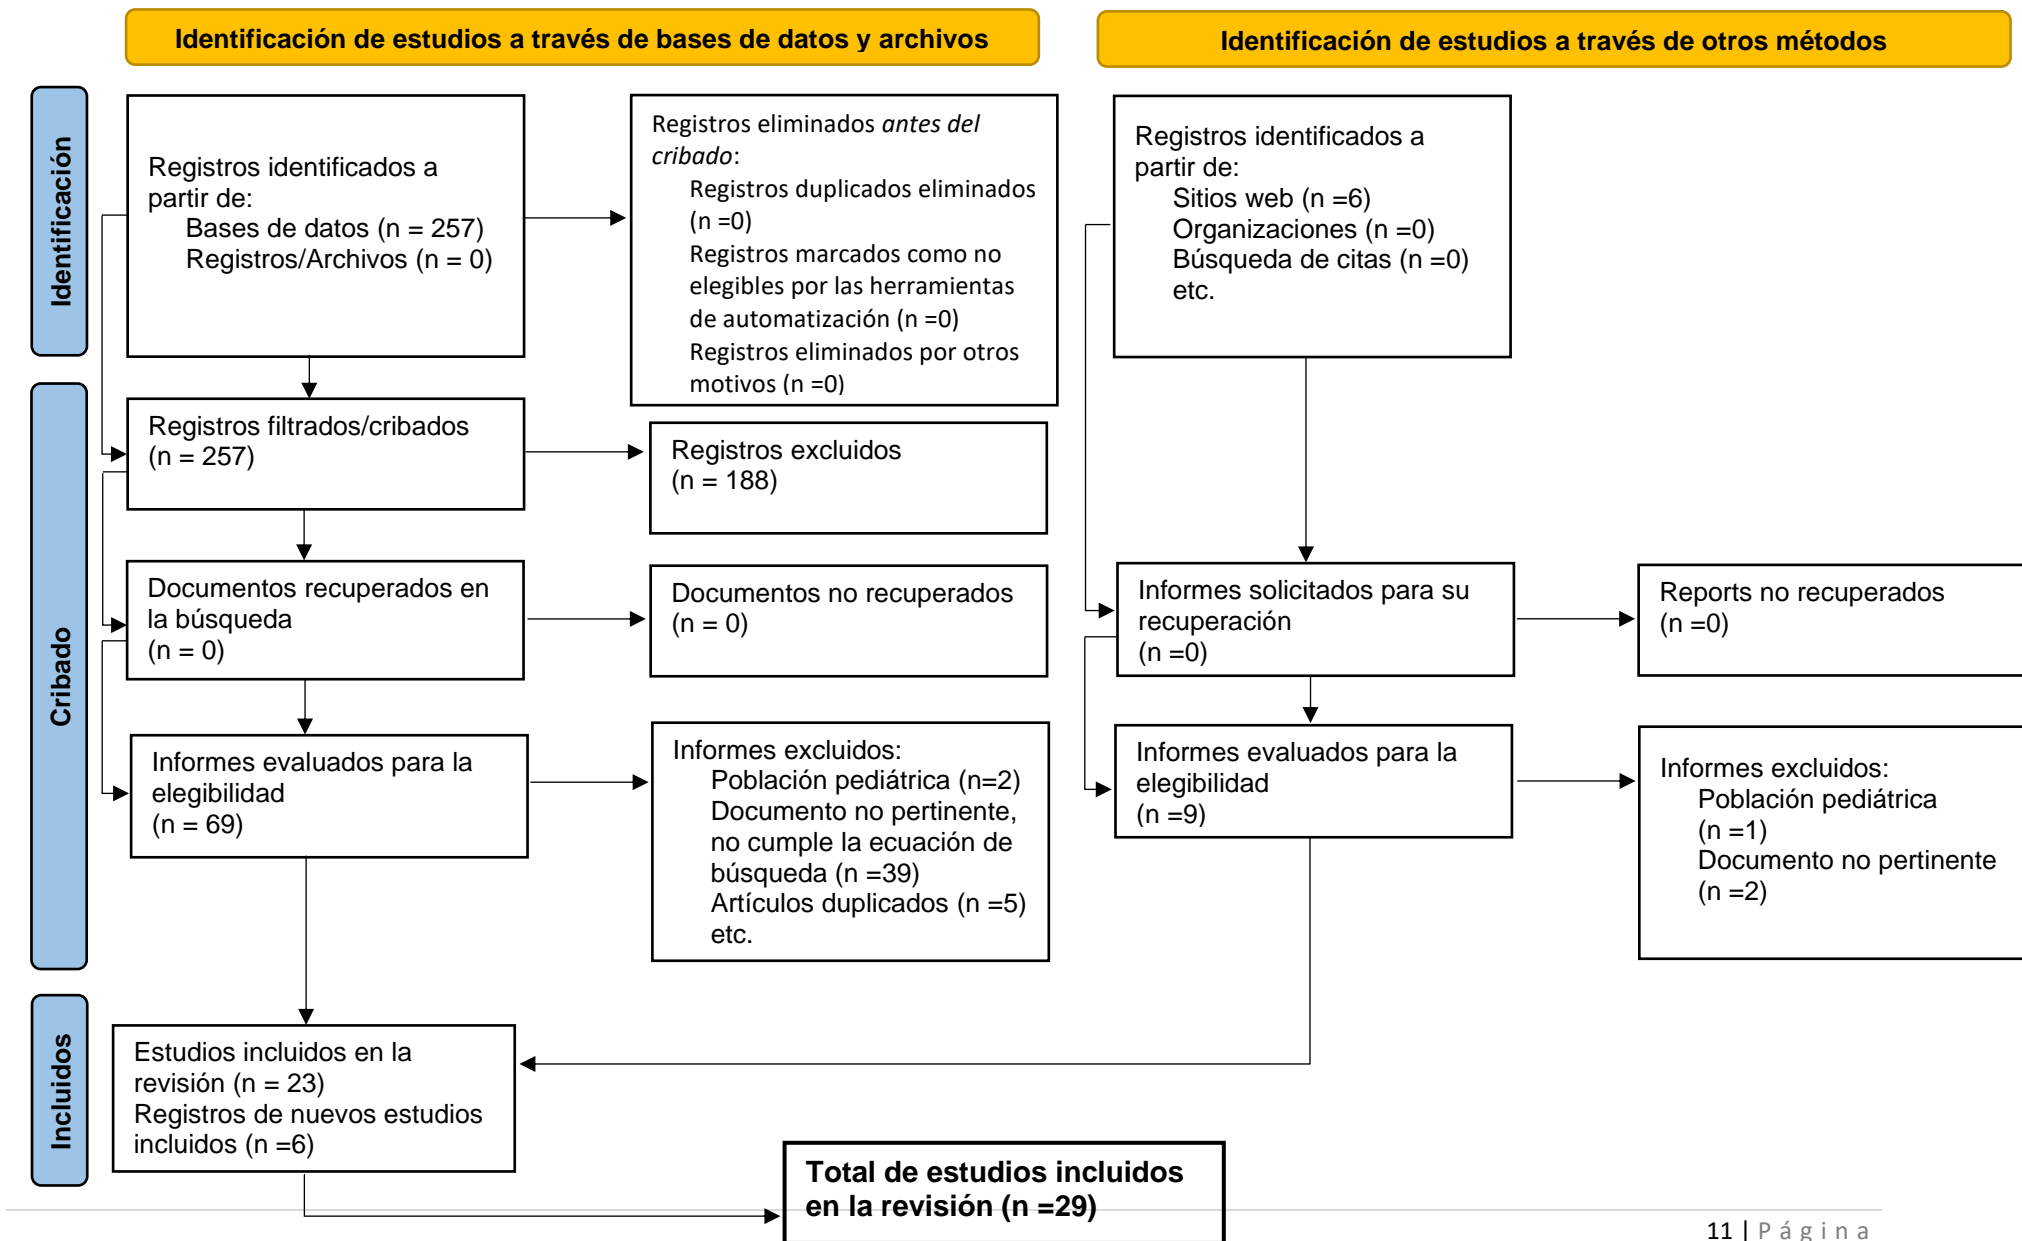 Identificación de estudios a través de bases de datos y archivos
Identificación de estudios a través de otros métodos
Identificación
Registros identificados a
partir de:
Bases de datos (n = 257)
Registros/Archivos (n = 0)
Registros eliminados antes del
cribado:
Registros duplicados eliminados
(n =0)
Registros marcados como no
elegibles por las herramientas
de automatización (n =0)
Registros eliminados por otros
motivos (n =0)
Registros identificados a
partir de:
Sitios web (n =6)
Organizaciones (n =0)
Búsqueda de citas (n =0)
etc.
Cribado
Registros filtrados/cribados
(n = 257)
Registros excluidos
(n = 188)
Documentos recuperados en
la búsqueda
(n = 0)
Documentos no recuperados
(n = 0)
Informes solicitados para su
recuperación
(n =0)
Reports no recuperados
(n =0)
Informes evaluados para la
elegibilidad
(n = 69)
Informes excluidos:
Población pediátrica (n=2)
Documento no pertinente,
no cumple la ecuación de
búsqueda (n =39)
Artículos duplicados (n =5)
etc.
Informes evaluados para la
elegibilidad
(n =9)
Informes excluidos:
Población pediátrica
(n =1)
Documento no pertinente
(n =2)
Incluidos
Estudios incluidos en la
revisión (n = 23)
Registros de nuevos estudios
incluidos (n =6)
Total de estudios incluidos
en la revisión (n =29)
11 | P á g i n a